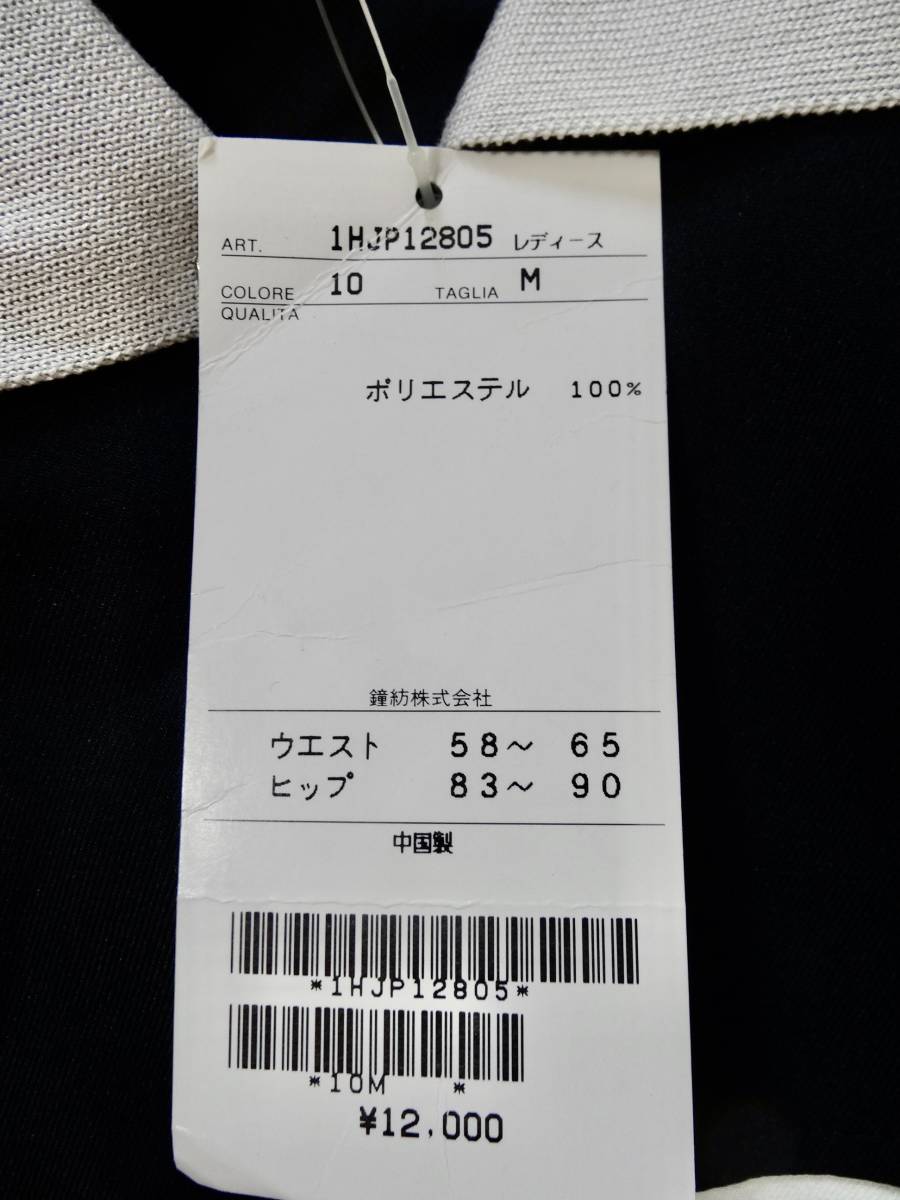 ART. 1HJP12805 レディース
COLORE 10 TAGLIA M
QUALITA
ポリエステル 100%
鐘紡株式会社
ウエスト 58～ 65
ヒップ 83～ 90
中国製
*1HJP12805*
*10M *
¥12,000